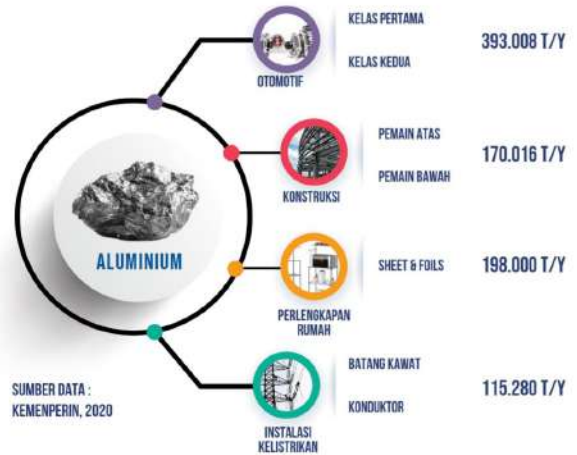 KELAS PERTAMA
393.008 T/Y
KELAS KEDUA
OTOMOTIF
PEMAIN ATAS
170.016 T/Y
PEMAIN BAWAH
KONSTRUKSI
ALUMINIUM
SHEET & FOILS
198.000 T/Y
PERLENGKAPAN
RUMAH
BATANG KAWAT
115.280 T/Y
KONDUKTOR
INSTALASI
KELISTRIKAN
SUMBER DATA :
KEMENPERIN, 2020